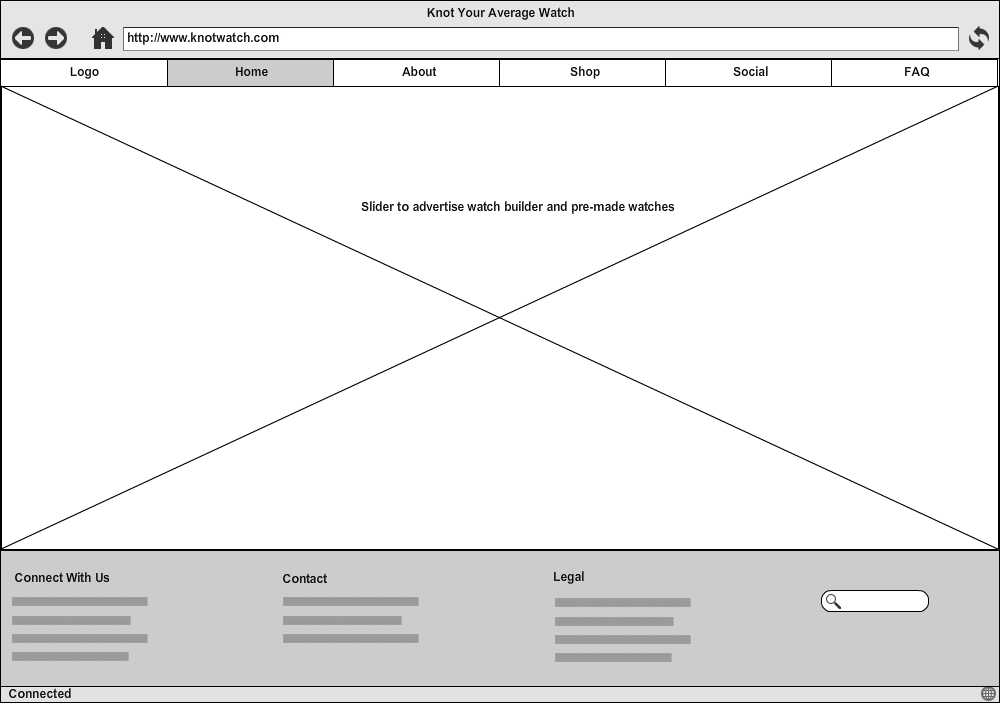 Knot Your Average Watch
http://www.knotwatch.com
Logo Home About Shop Social FAQ
Slider to advertise watch builder and pre-made watches
Connect With Us
Contact
Legal
Connected